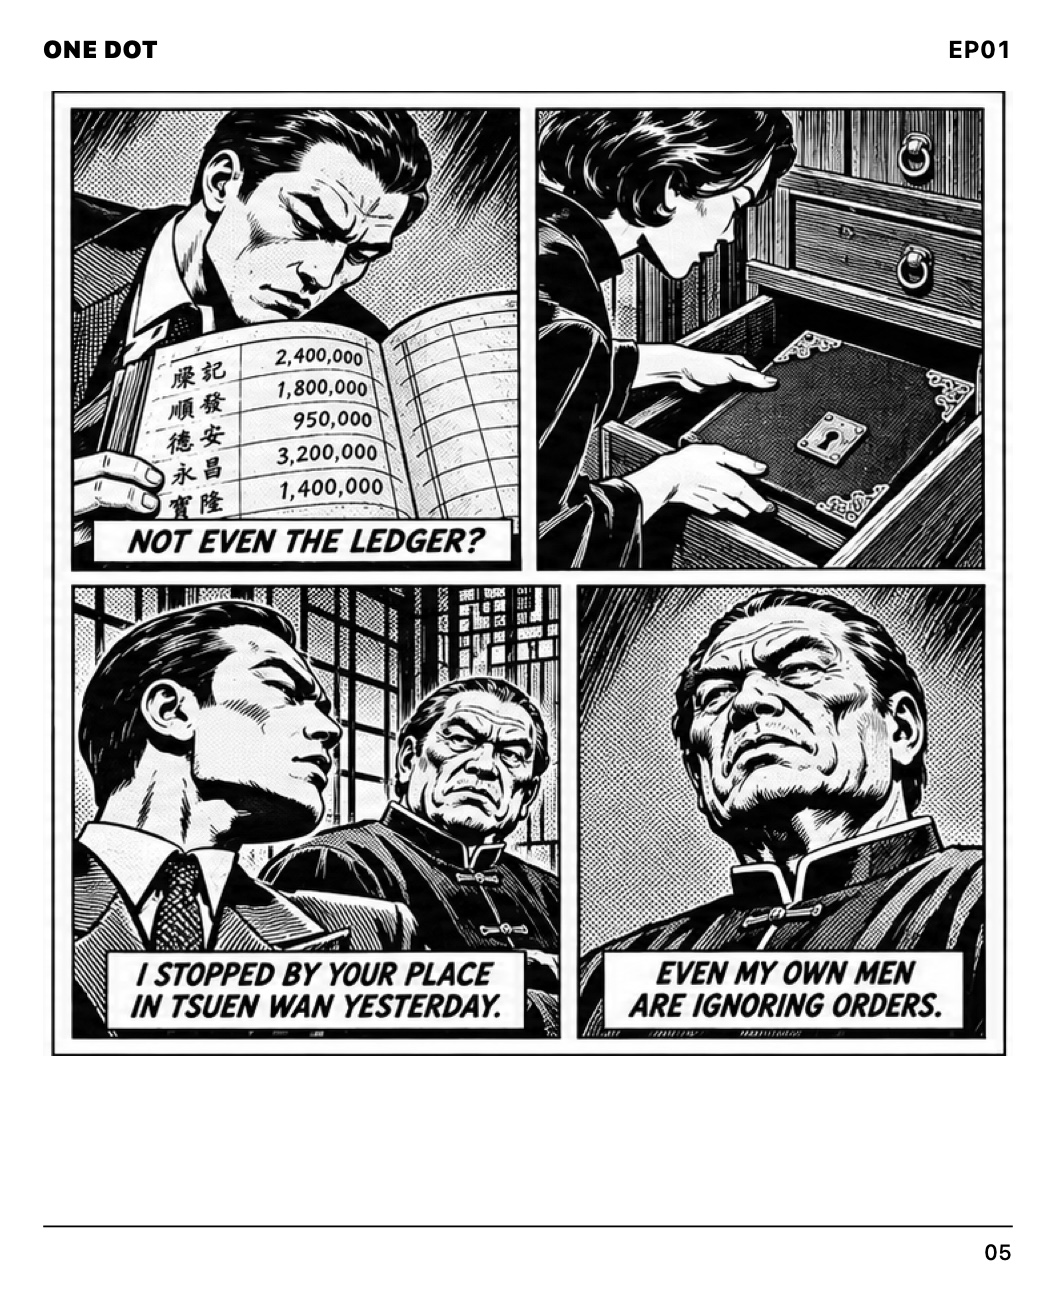 ONE DOT
EP01
記 2,400,000
順發 1,800,000
德安 950,000
永昌 3,200,000
寶隆 1,400,000
NOT EVEN THE LEDGER?
I STOPPED BY YOUR PLACE
IN TSUEN WAN YESTERDAY.
EVEN MY OWN MEN
ARE IGNORING ORDERS.
05